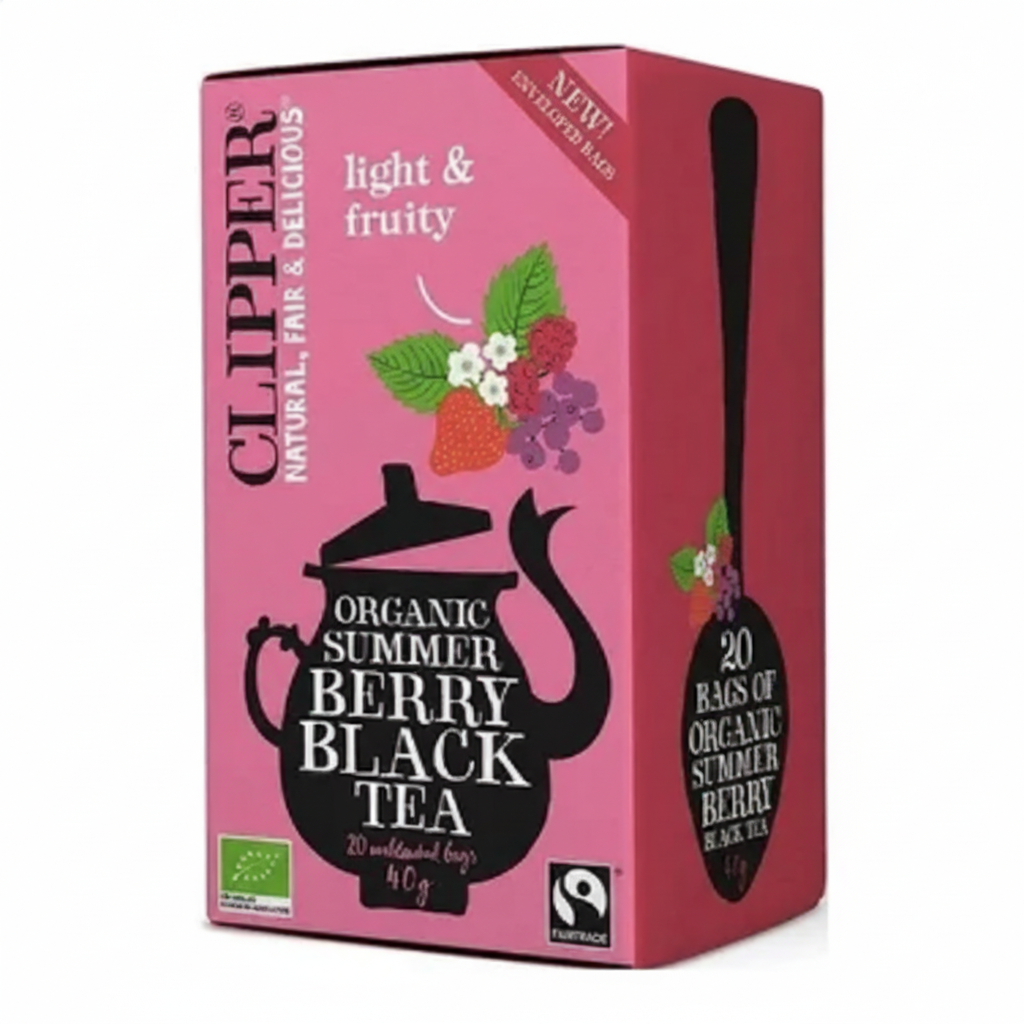 CLIPPER®
NATURAL, FAIR & DELICIOUS®
light &
fruity
NEW!
ENVELOPED BAGS
ORGANIC
SUMMER
BERRY
BLACK
TEA
20 unbleached bags
40g
FAIRTRADE
20
BAGS OF
ORGANIC
SUMMER
BERRY
BLACK TEA
40g